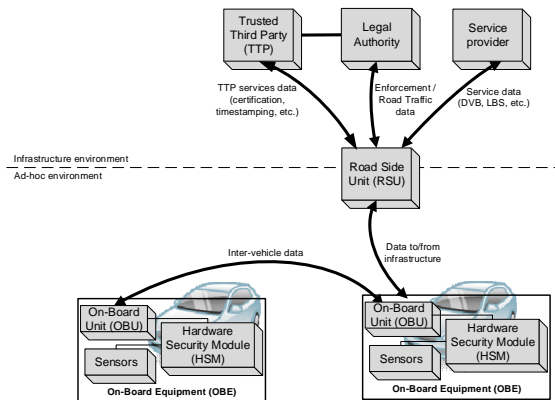 Trusted
Third Party
(TTP)
Legal
Authority
Service
provider
TTP services data
(certification,
timestamping, etc.)
Enforcement /
Road Traffic
data
Service data
(DVB, LBS, etc.)
Infrastructure environment
Ad-hoc environment
Road Side
Unit (RSU)
Inter-vehicle data
Data to/from
infrastructure
On-Board
Unit (OBU)
Hardware
Security Module
(HSM)
Sensors
On-Board Equipment (OBE)
On-Board
Unit (OBU)
Hardware
Security Module
(HSM)
Sensors
On-Board Equipment (OBE)